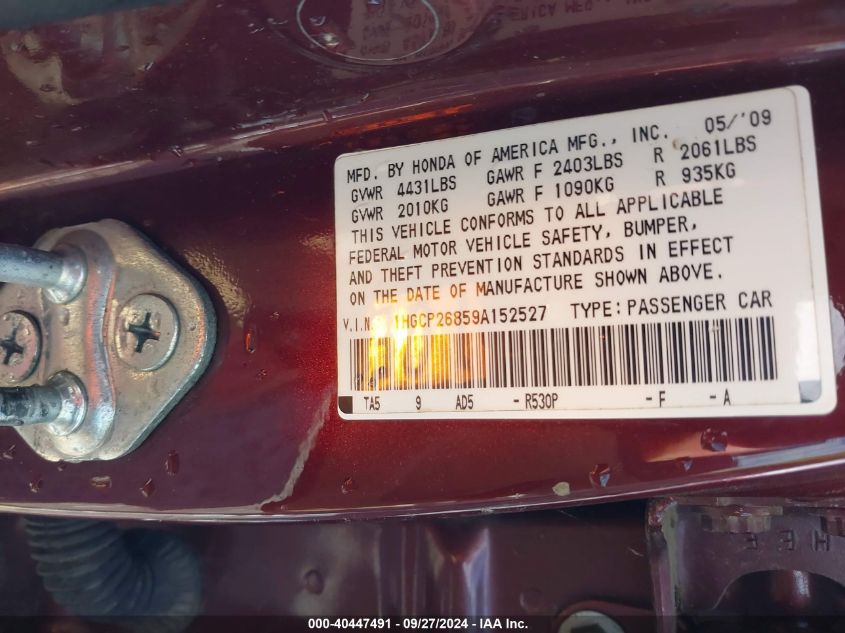 MFD. BY HONDA OF AMERICA MFG., INC. 05/'09
GVWR 4431LBS GAWR F 2403LBS R 2061LBS
GVWR 2010KG GAWR F 1090KG R 935KG
THIS VEHICLE CONFORMS TO ALL APPLICABLE
FEDERAL MOTOR VEHICLE SAFETY, BUMPER,
AND THEFT PREVENTION STANDARDS IN EFFECT
ON THE DATE OF MANUFACTURE SHOWN ABOVE.
V.I.N. 1HGCP26859A152527 TYPE: PASSENGER CAR
TA5 9 AD5 -R530P -F -A
000-40447491 - 09/27/2024 - IAA Inc.